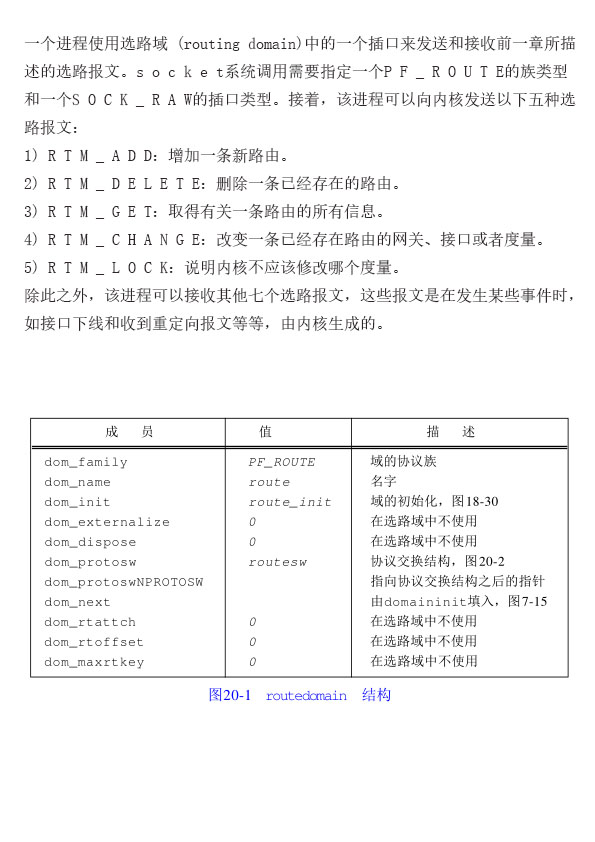 一个进程使用选路域 (routing domain)中的一个插口来发送和接收前一章所描
述的选路报文。s o c k e t系统调用需要指定一个P F _ R O U T E的族类型
和一个S O C K _ R A W的插口类型。接着，该进程可以向内核发送以下五种选
路报文：
1) R T M _ A D D：增加一条新路由。
2) R T M _ D E L E T E：删除一条已经存在的路由。
3) R T M _ G E T：取得有关一条路由的所有信息。
4) R T M _ C H A N G E：改变一条已经存在路由的网关、接口或者度量。
5) R T M _ L O C K：说明内核不应该修改哪个度量。
除此之外，该进程可以接收其他七个选路报文，这些报文是在发生某些事件时，
如接口下线和收到重定向报文等等，由内核生成的。
成 员 值 描 述
dom_family PF_ROUTE 域的协议族
dom_name route 名字
dom_init route_init 域的初始化，图18-30
dom_externalize 0 在选路域中不使用
dom_dispose 0 在选路域中不使用
dom_protosw routesw 协议交换结构，图20-2
dom_protoswNPROTOSW 指向协议交换结构之后的指针
dom_next 由domaininit填入，图7-15
dom_rtattch 0 在选路域中不使用
dom_rtoffset 0 在选路域中不使用
dom_maxrtkey 0 在选路域中不使用
图20-1 routedomain 结构